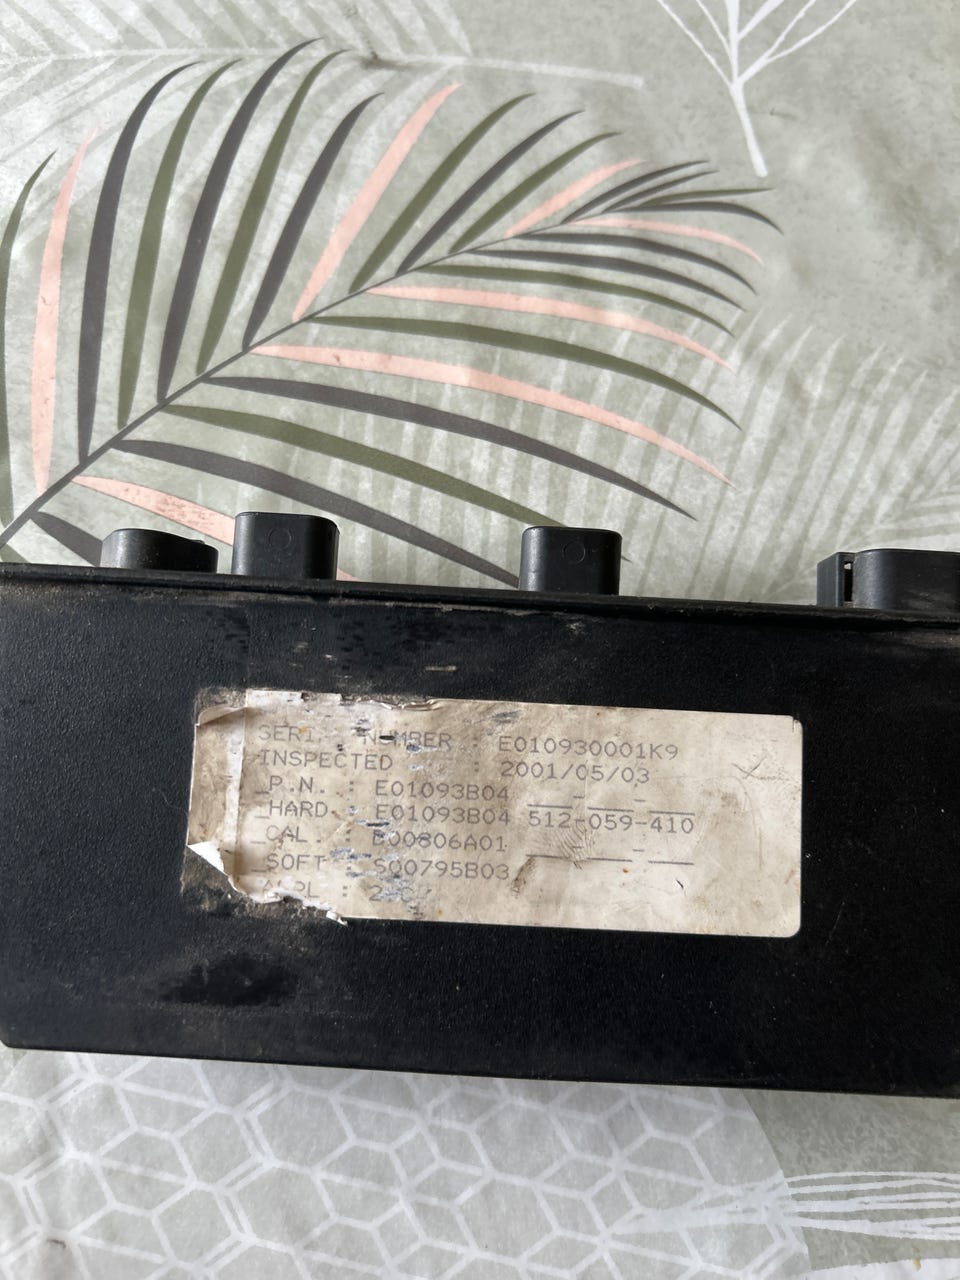 NUMBER : E010930001K9
INSPECTED : 2001/05/03
P.N. : E01093B04
HARD : E01093B04 512-059-410
CAL. : B00806A01
SOFT : S00795B03